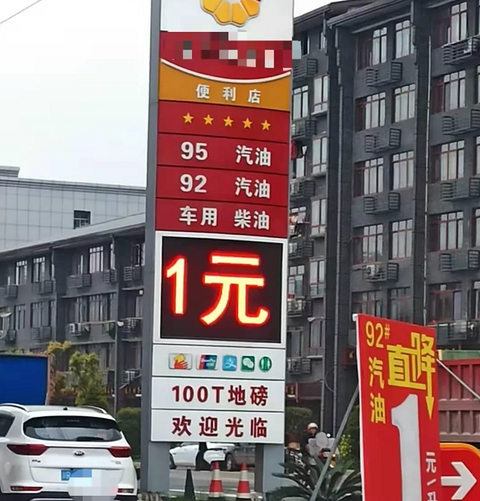 便利店
95 汽油
92 汽油
车用 柴油
1元
100T地磅
欢迎光临
92#
汽油
直降
1
元